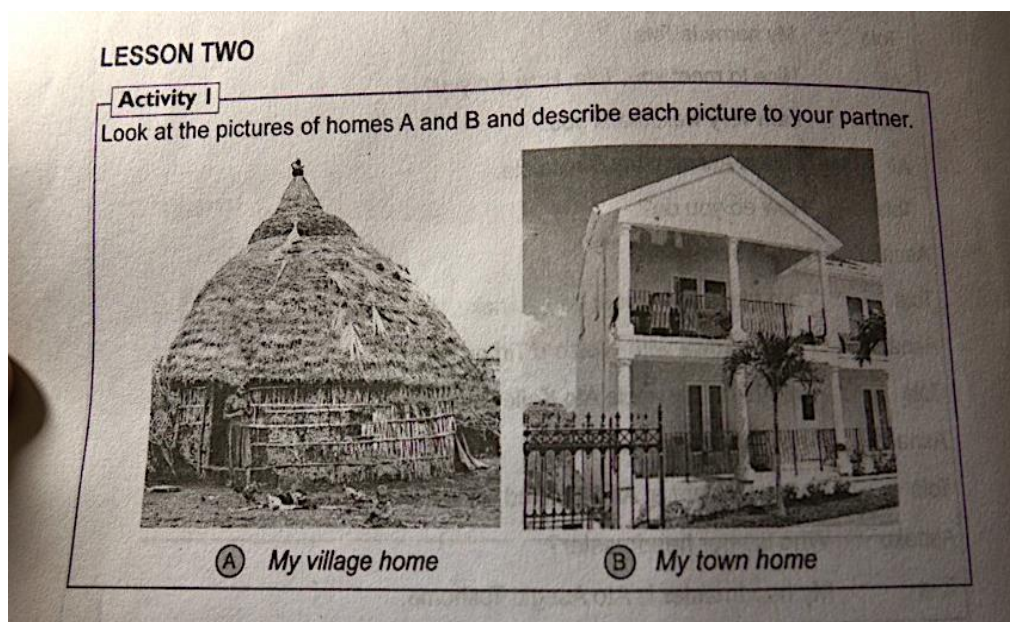 LESSON TWO
Activity 1
Look at the pictures of homes A and B and describe each picture to your partner.
A My village home
B My town home